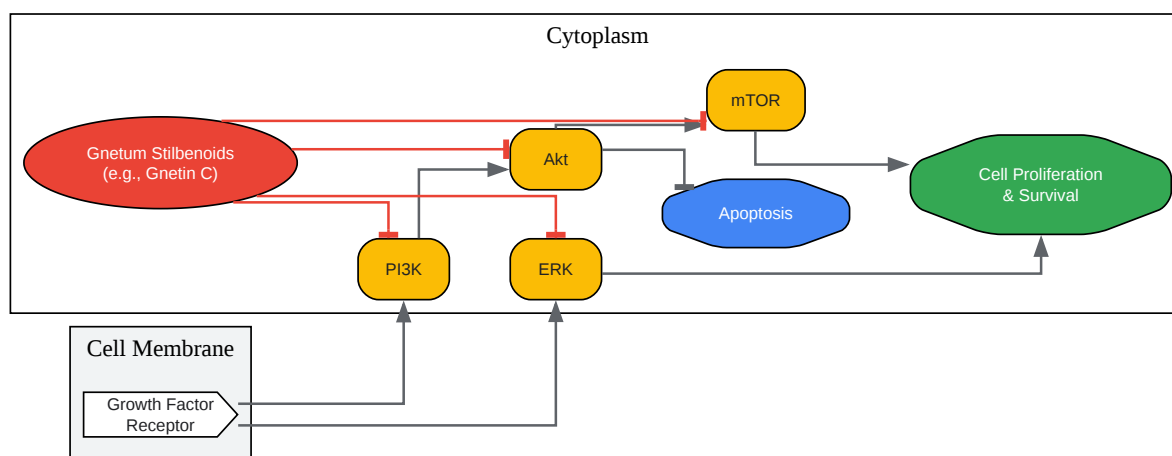 Cytoplasm
mTOR
Gnetum Stilbenoids
(e.g., Gnetin C)
Akt
Cell Proliferation
& Survival
Apoptosis
PI3K
ERK
Cell Membrane
Growth Factor
Receptor